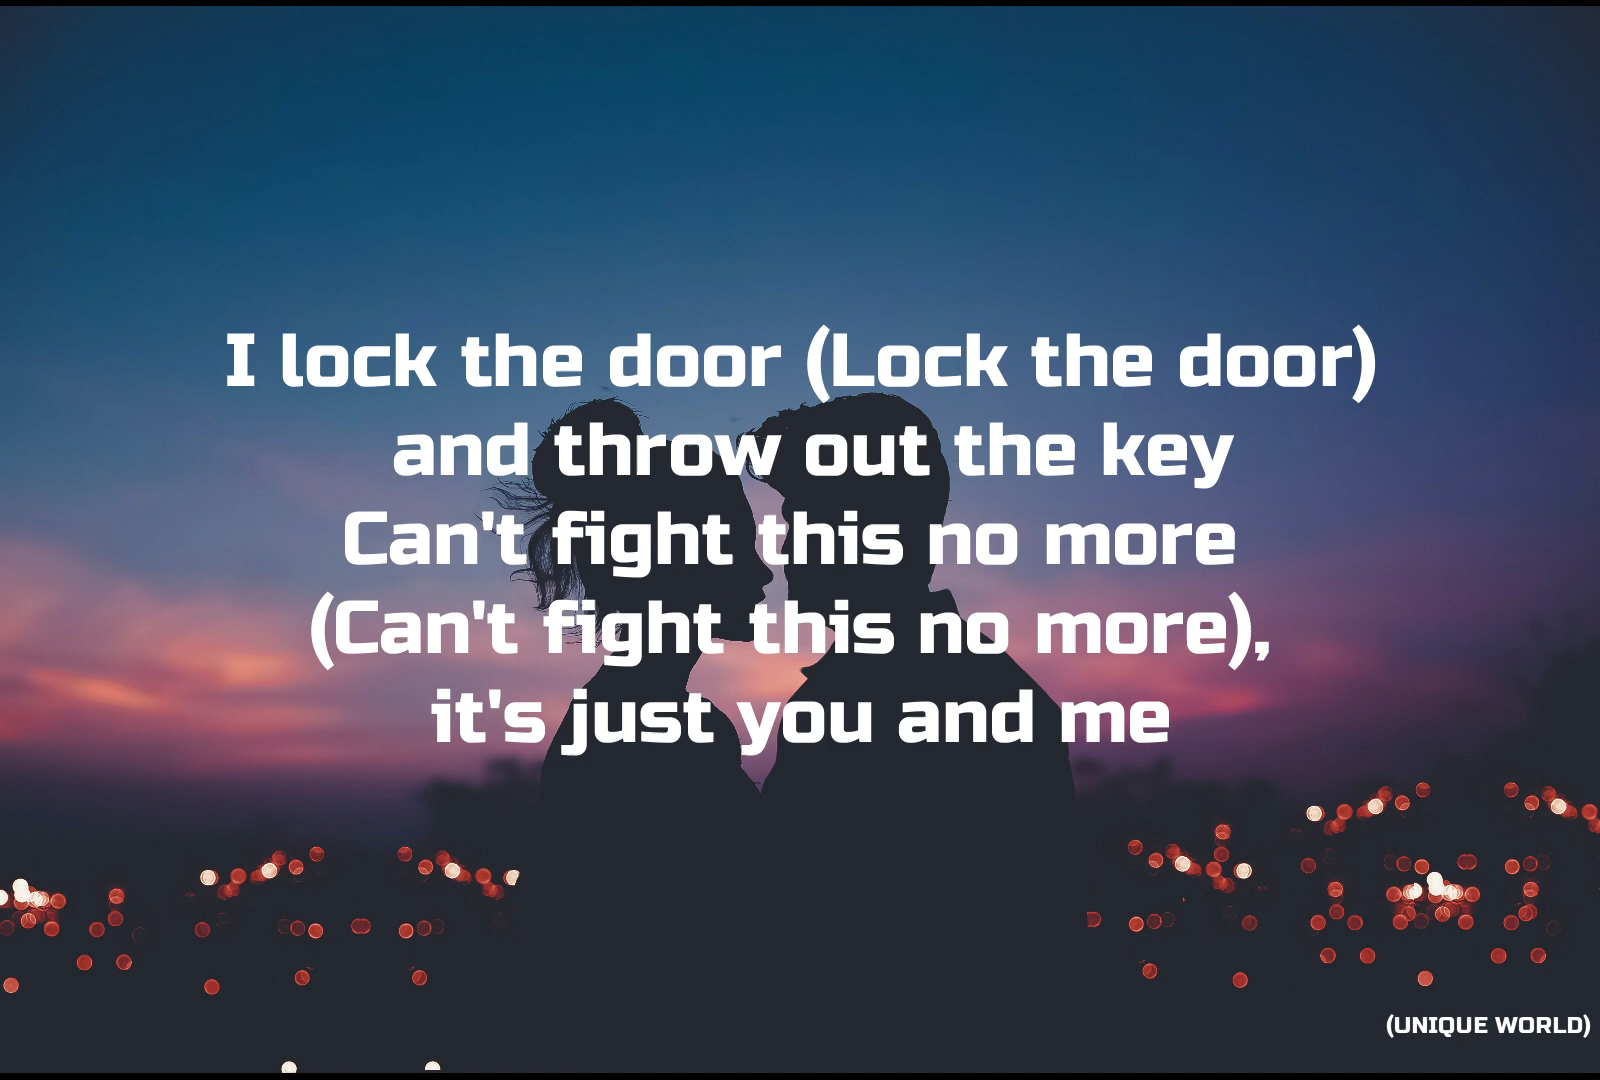 I lock the door (Lock the door)
and throw out the key
Can't fight this no more
(Can't fight this no more),
it's just you and me
(UNIQUE WORLD)